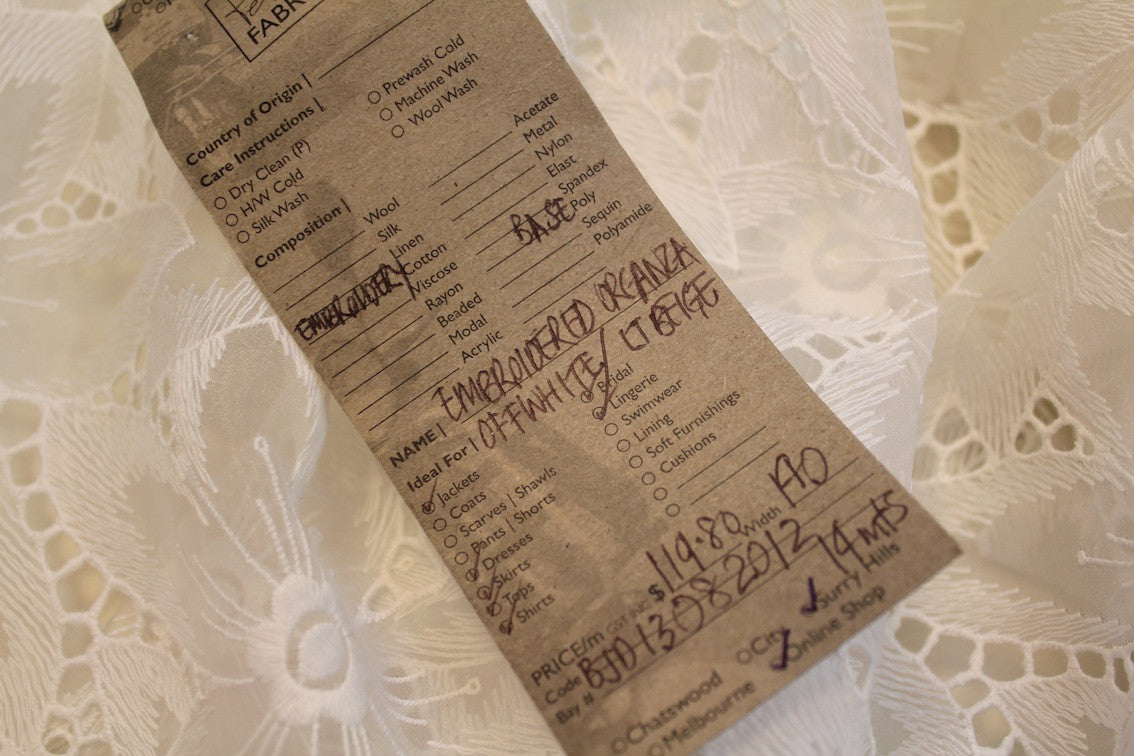 FABR
Country of Origin |
Care Instructions |
Prewash Cold
Machine Wash
Wool Wash
Dry Clean (P)
H/W Cold
Silk Wash
Composition |
Wool
Silk
Linen
EMBROIDERY Cotton
Viscose
Rayon
Beaded
Modal
Acrylic
Acetate
Metal
Nylon
Elast
Spandex
BASE Poly
Sequin
Polyamide
NAME | EMBROIDERED ORGANZA
OFFWHITE/ LT BEIGE
Ideal For |
Jackets
Coats
Scarves | Shawls
Pants | Shorts
Dresses
Skirts
Tops
Shirts
Bridal
Lingerie
Swimwear
Lining
Soft Furnishings
Cushions
PRICE/m GST INC $ 119.80 Width
Code BJD13082012
Bay # 14 mts
Chatswood
City
Surry Hills
Melbourne
Online Shop